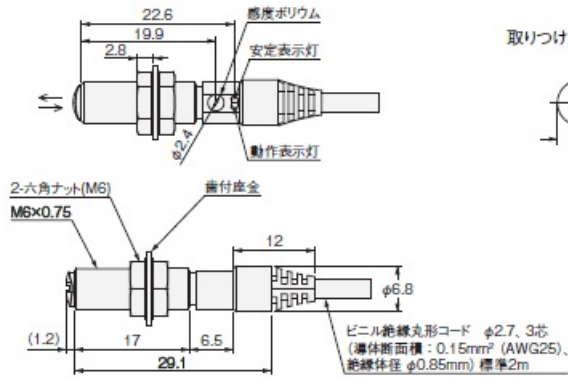 22.6
19.9
2.8
感度ボリウム
安定表示灯
動作表示灯
φ2.4
取りつけ
2-六角ナット(M6)
M6×0.75
歯付座金
12
φ6.8
(1.2)
17
6.5
29.1
ビニル絶縁丸形コード φ2.7、3芯
(導体断面積：0.15mm² (AWG25)、
絶縁体径 φ0.85mm) 標準2m